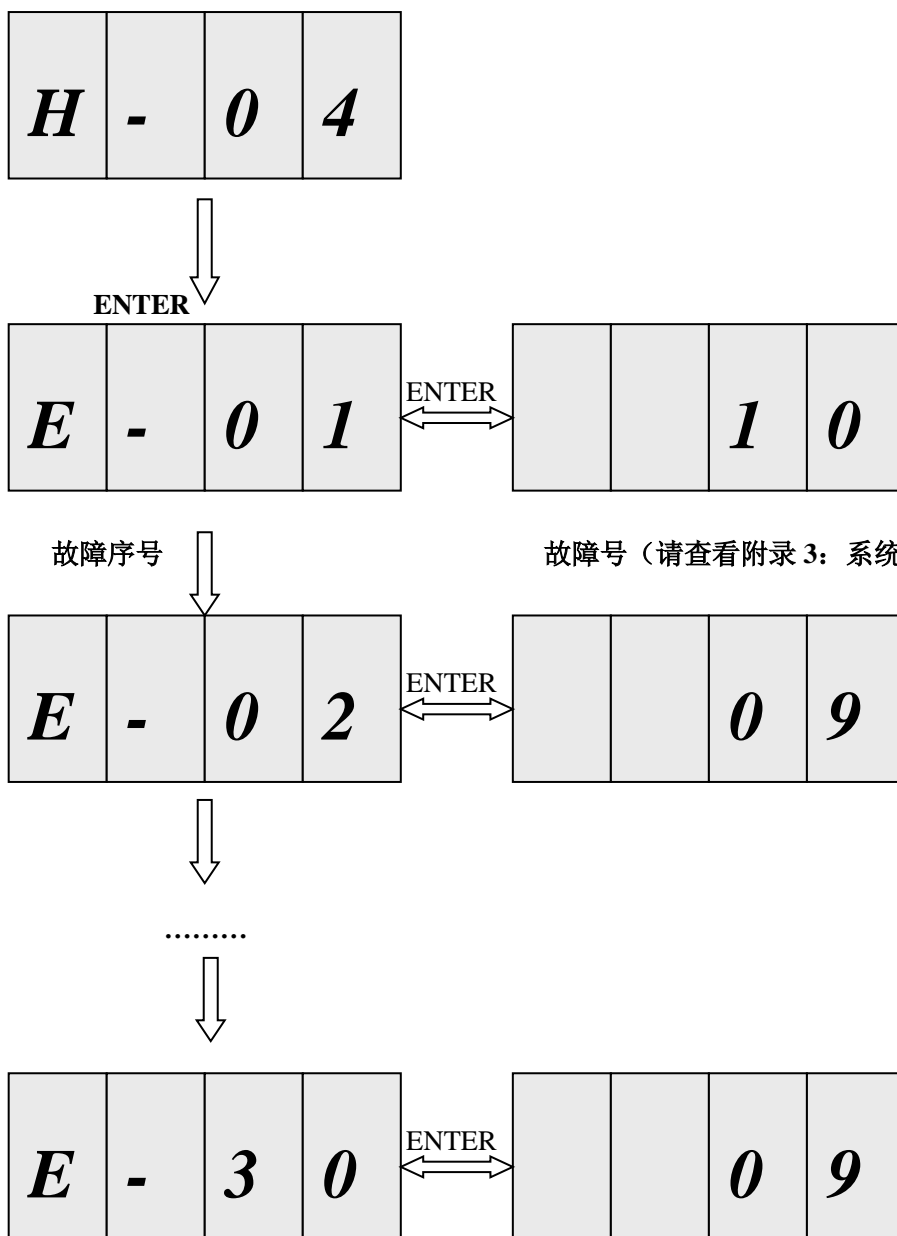 H - 0 4
ENTER
E - 0 1
ENTER
1 0
故障序号
故障号（请查看附录 3：系统
E - 0 2
ENTER
0 9
………
E - 3 0
ENTER
0 9